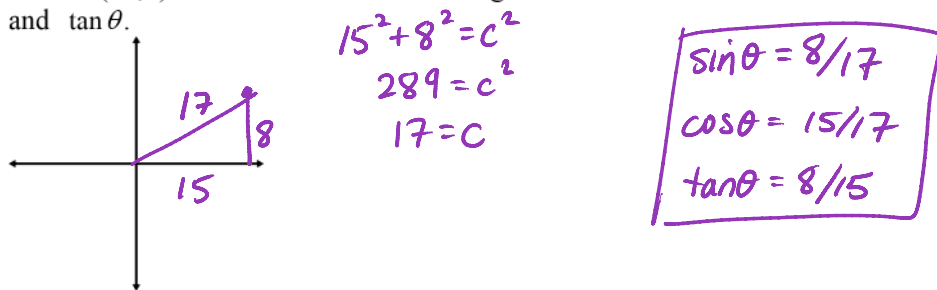 and tan θ.
15² + 8² = c²
289 = c²
17 = c
17
8
15
sinθ = 8/17
cosθ = 15/17
tanθ = 8/15